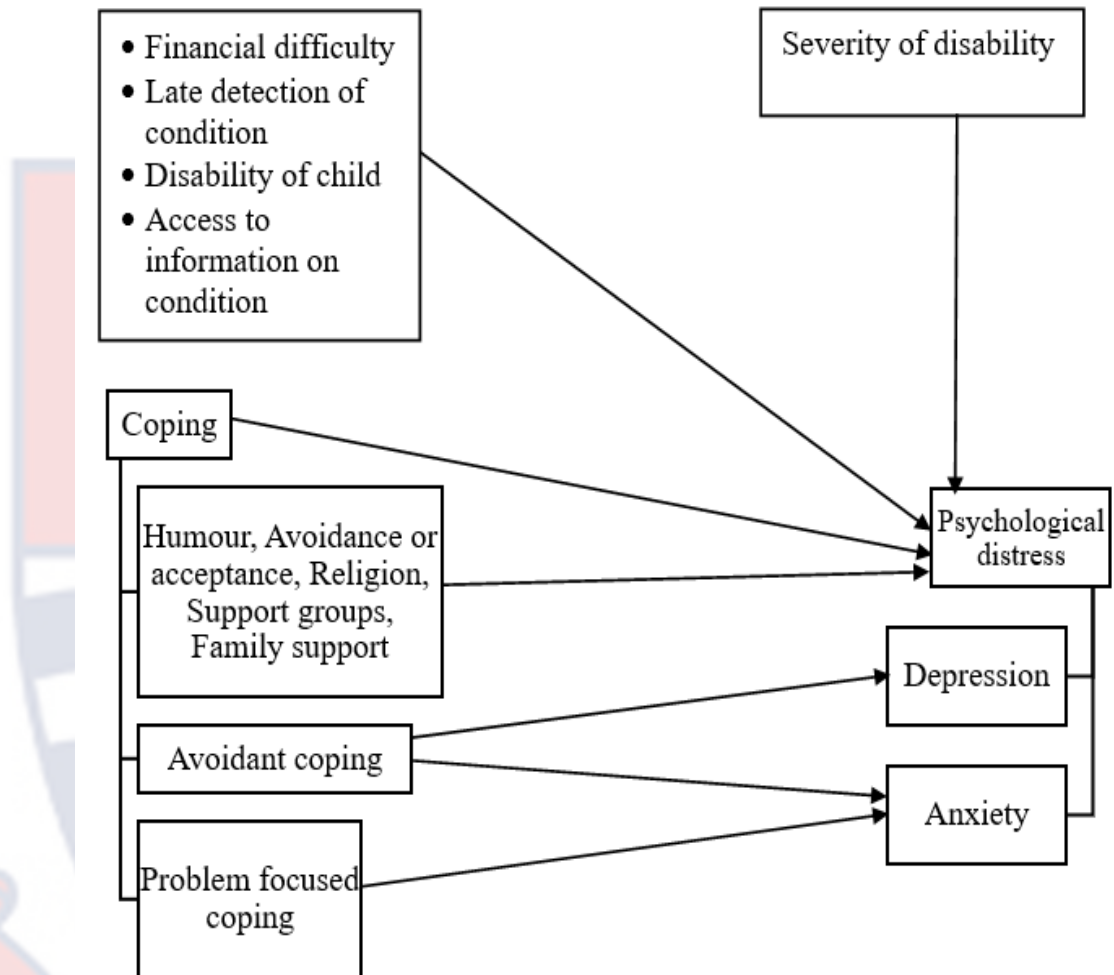 • Financial difficulty
• Late detection of
condition
• Disability of child
• Access to
information on
condition
Severity of disability
Coping
Humour, Avoidance or
acceptance, Religion,
Support groups,
Family support
Avoidant coping
Problem focused
coping
Psychological
distress
Depression
Anxiety